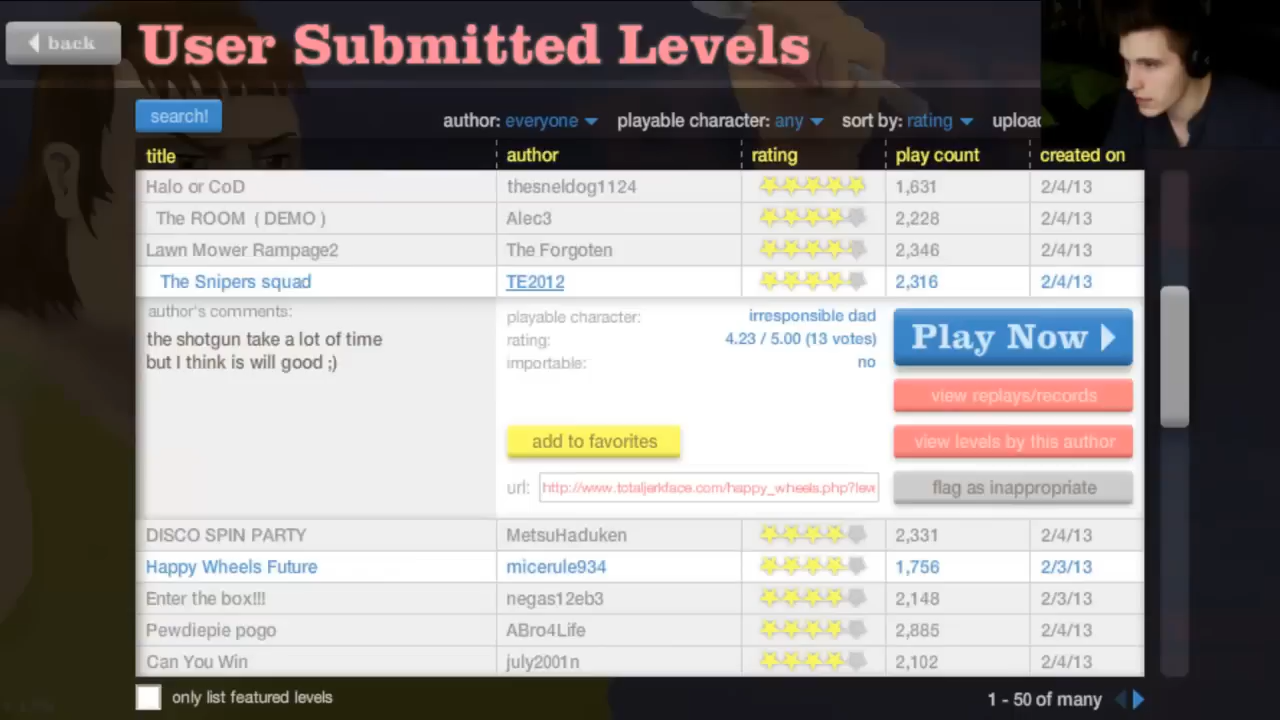 back
User Submitted Levels
search!
author: everyone playable character: any sort by: rating uploa
title author rating play count created on
Halo or CoD thesneldog1124 1,631 2/4/13
The ROOM ( DEMO ) Alec3 2,228 2/4/13
Lawn Mower Rampage2 The Forgoten 2,346 2/4/13
The Snipers squad TE2012 2,316 2/4/13
author's comments:
the shotgun take a lot of time
but I think is will good ;)
playable character: irresponsible dad
rating: 4.23 / 5.00 (13 votes)
importable: no
add to favorites
url: http://www.totaljerkface.com/happy_wheels.php?lev
Play Now
view replays/records
view levels by this author
flag as inappropriate
DISCO SPIN PARTY MetsuHaduken 2,331 2/4/13
Happy Wheels Future micerule934 1,756 2/3/13
Enter the box!!! negas12eb3 2,148 2/3/13
Pewdiepie pogo ABro4Life 2,885 2/4/13
Can You Win july2001n 2,102 2/4/13
only list featured levels
1 - 50 of many